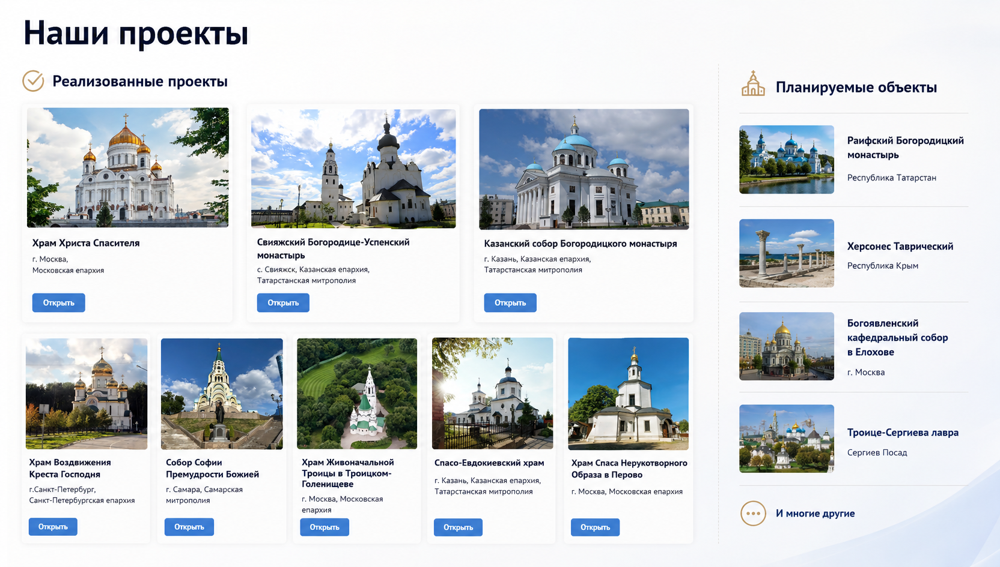 Наши проекты
Реализованные проекты
Храм Христа Спасителя
г. Москва,
Московская епархия
Открыть
Свияжский Богородице-Успенский
монастырь
с. Свияжск, Казанская епархия,
Татарстанская митрополия
Открыть
Казанский собор Богородицкого монастыря
г. Казань, Казанская епархия,
Татарстанская митрополия
Открыть
Храм Воздвижения
Креста Господня
г.Санкт-Петербург,
Санкт-Петербургская епархия
Открыть
Собор Софии
Премудрости Божией
г. Самара, Самарская
митрополия
Открыть
Храм Живоначальной
Троицы в Троицком-
Голенищеве
г. Москва, Московская
епархия
Открыть
Спасо-Евдокиевский храм
г. Казань, Казанская епархия,
Татарстанская митрополия
Открыть
Храм Спаса Нерукотворного
Образа в Перово
г. Москва, Московская епархия
Открыть
Планируемые объекты
Раифский Богородицкий
монастырь
Республика Татарстан
Херсонес Таврический
Республика Крым
Богоявленский
кафедральный собор
в Елохове
г. Москва
Троице-Сергиева лавра
Сергиев Посад
И многие другие